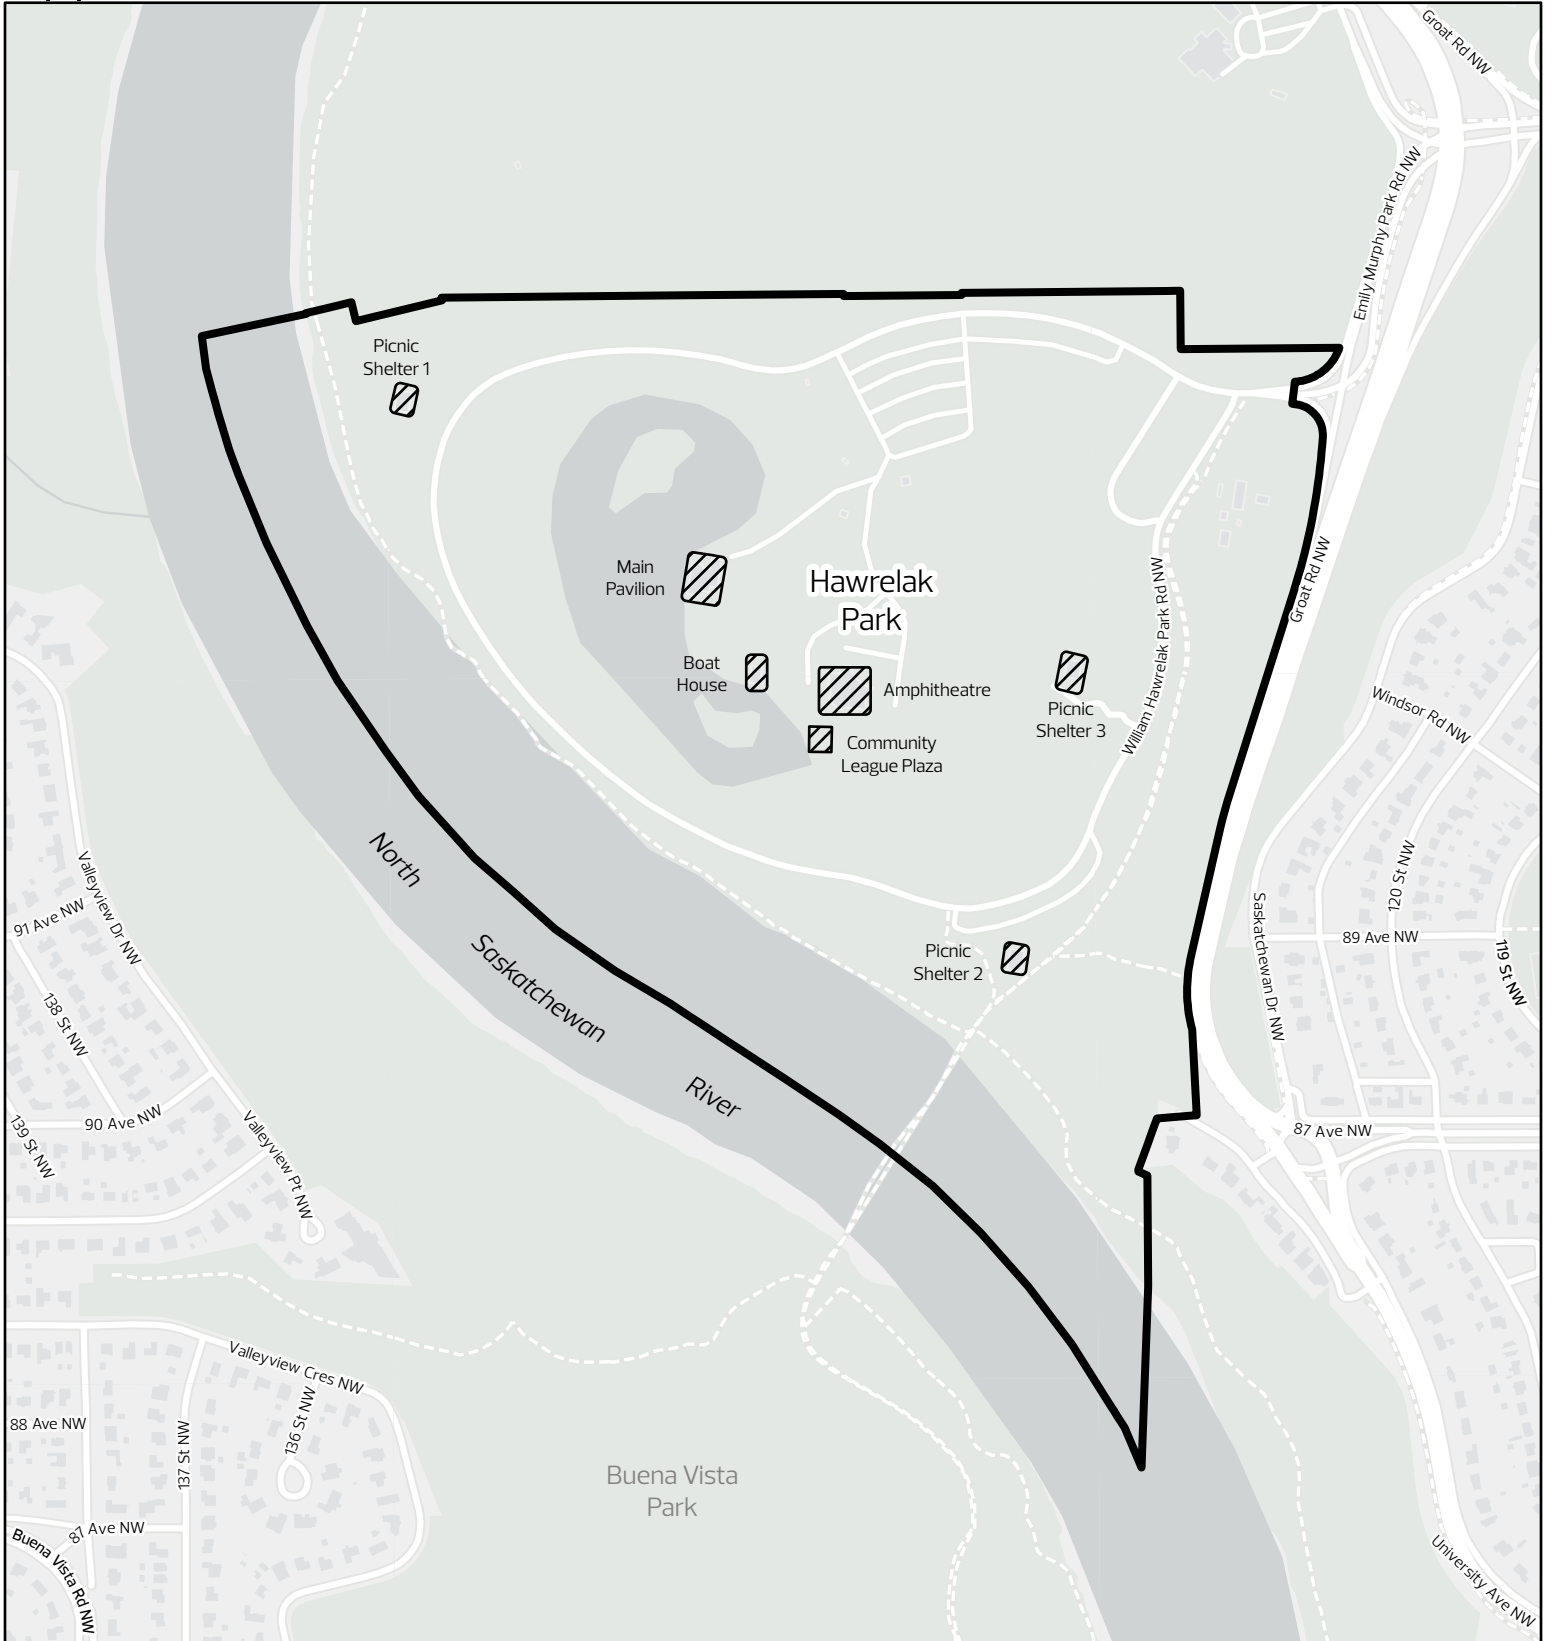 Groat Rd NW
Emily Murphy Park Rd NW
Picnic
Shelter 1
Main
Pavilion
Hawrelak
Park
Groat Rd NW
William Hawrelak Park Rd NW
Boat
House
Amphitheatre
Picnic
Shelter 3
Community
League Plaza
Windsor Rd NW
North
Saskatchewan
River
Valleyview Dr NW
91 Ave NW
120 St NW
Saskatchewan Dr NW
89 Ave NW
119 St NW
Picnic
Shelter 2
138 St NW
90 Ave NW
139 St NW
Valleyview Pt NW
87 Ave NW
Valleyview Cres NW
136 St NW
88 Ave NW
137 St NW
Buena Vista
Park
87 Ave NW
Buena Vista Rd NW
University Ave NW